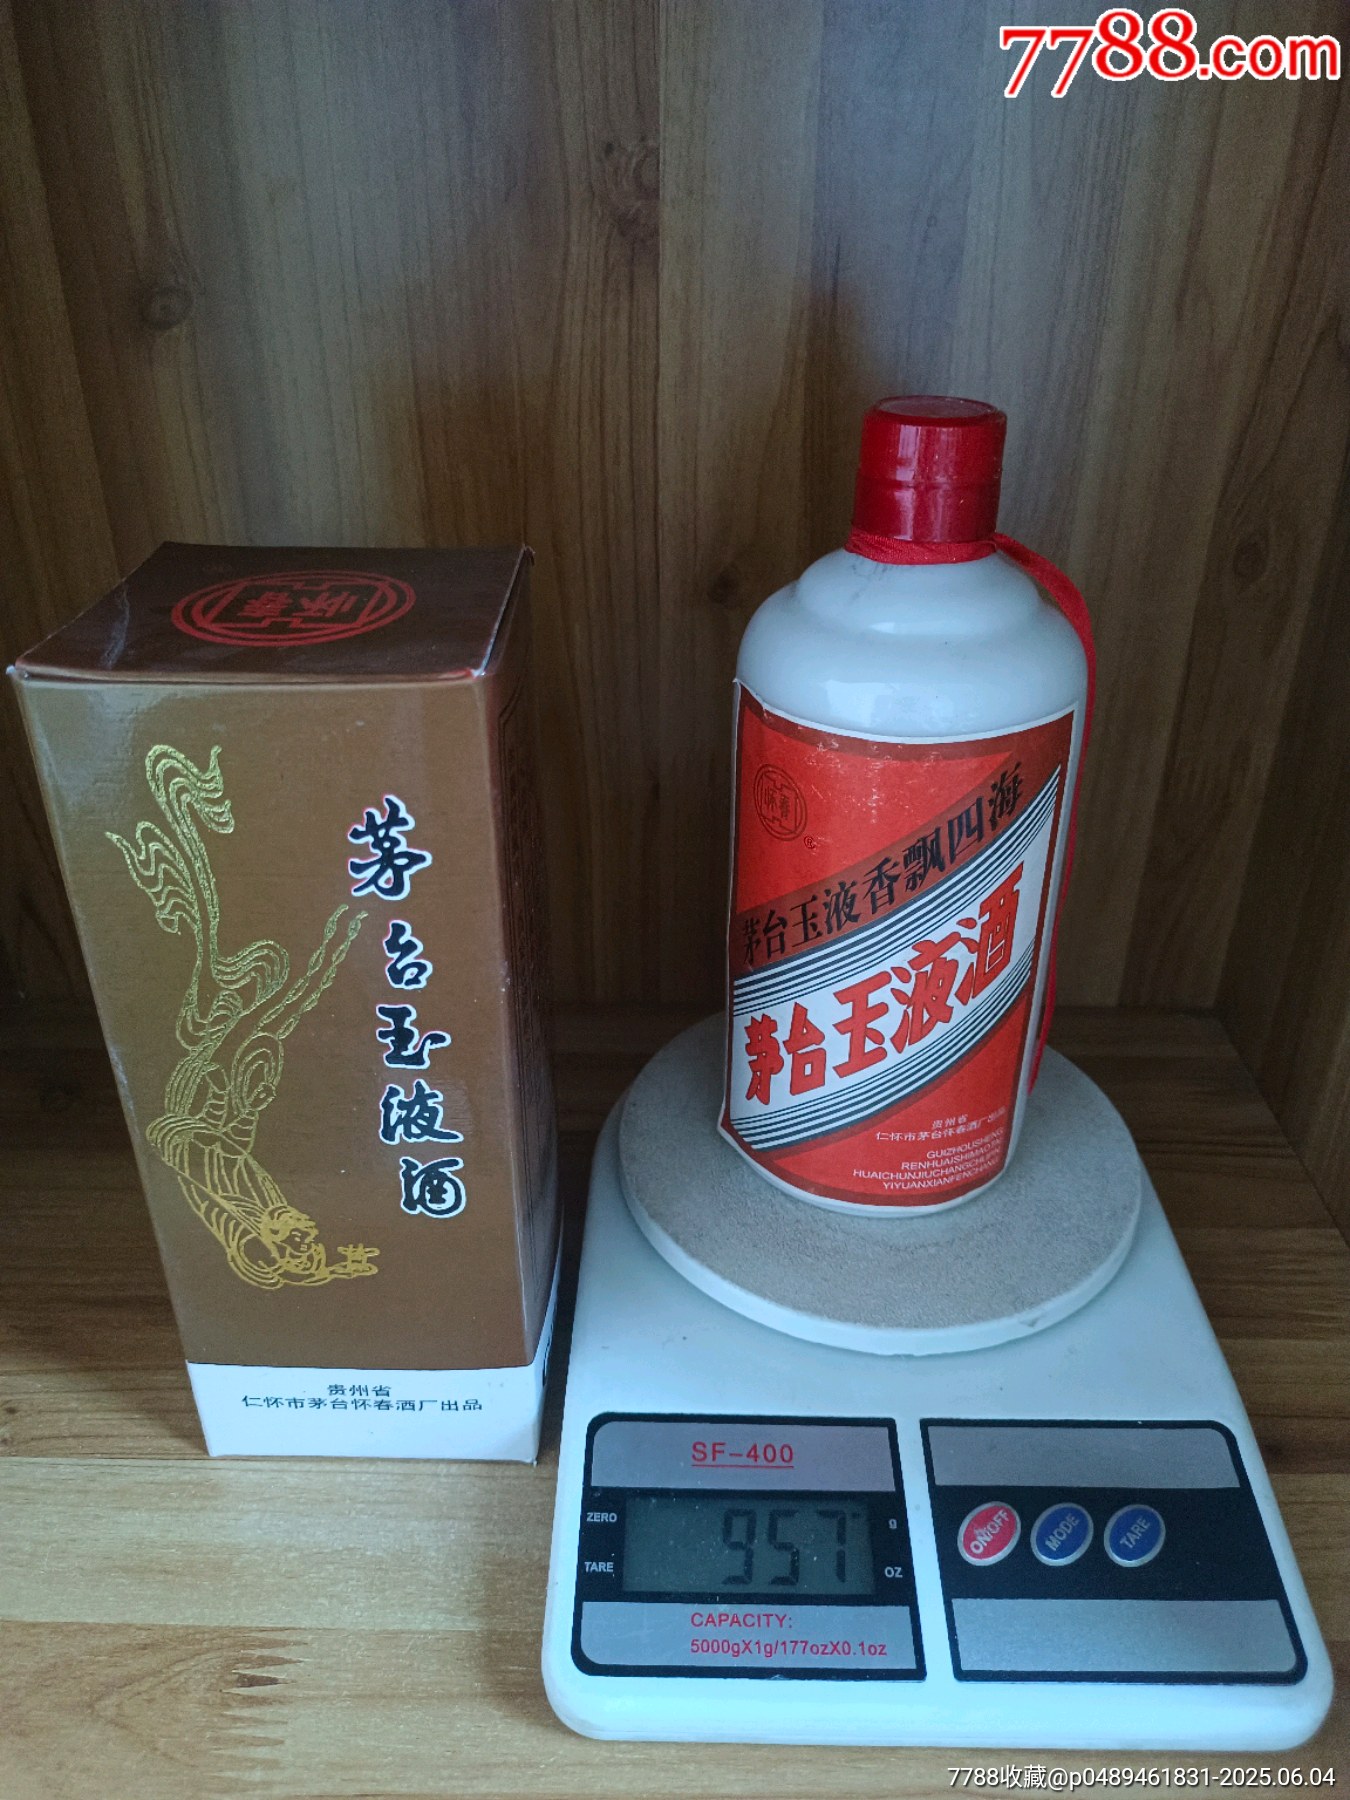 7788.com
怀春
茅台玉液酒
贵州省
仁怀市茅台怀春酒厂出品
怀春
茅台玉液香飘四海
茅台玉液酒
贵州省
仁怀市茅台怀春酒厂出品
GUIZHOUSHENG
RENHUAISHIMAOTAI
HUAICHUNJIUCHANGCHUPIN
YIYUANXIANFENCHANG
SF-400
ZERO
957
g
TARE
OZ
CAPACITY:
5000gX1g/177ozX0.1oz
ON/OFF
MODE
TARE
7788收藏@p0489461831-2025.06.04